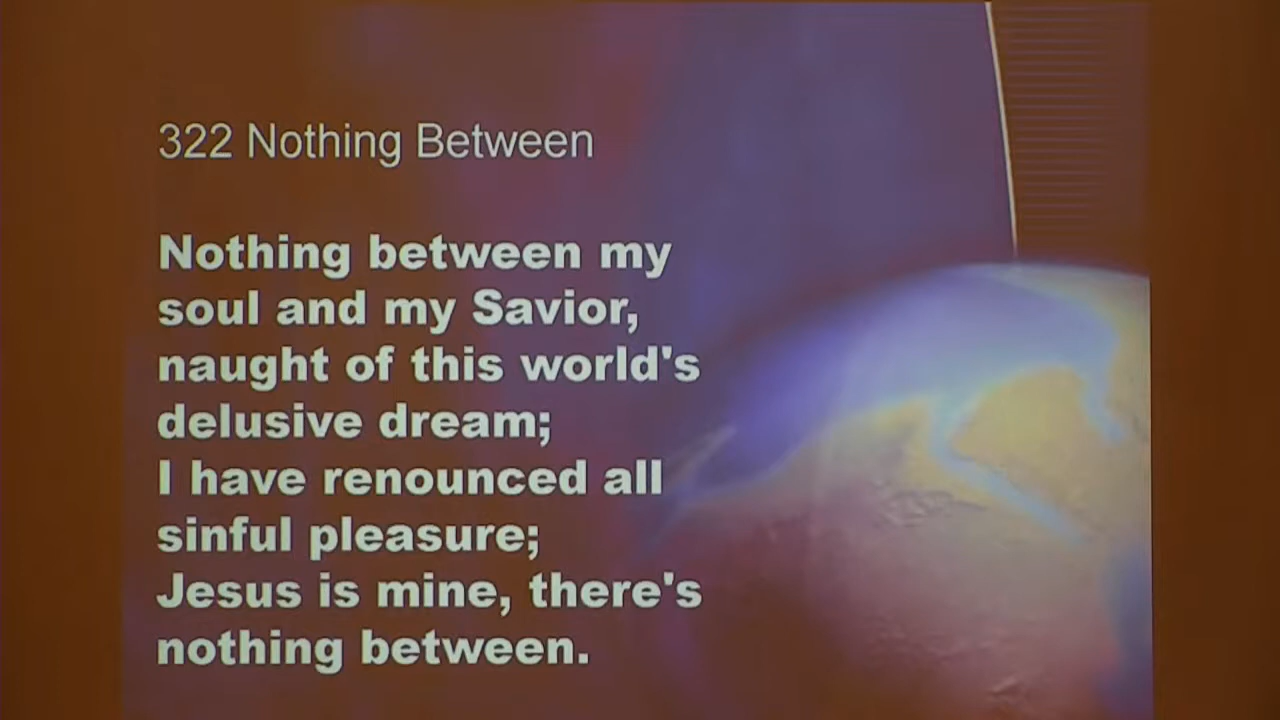 322 Nothing Between
Nothing between my
soul and my Savior,
naught of this world's
delusive dream;
I have renounced all
sinful pleasure;
Jesus is mine, there's
nothing between.